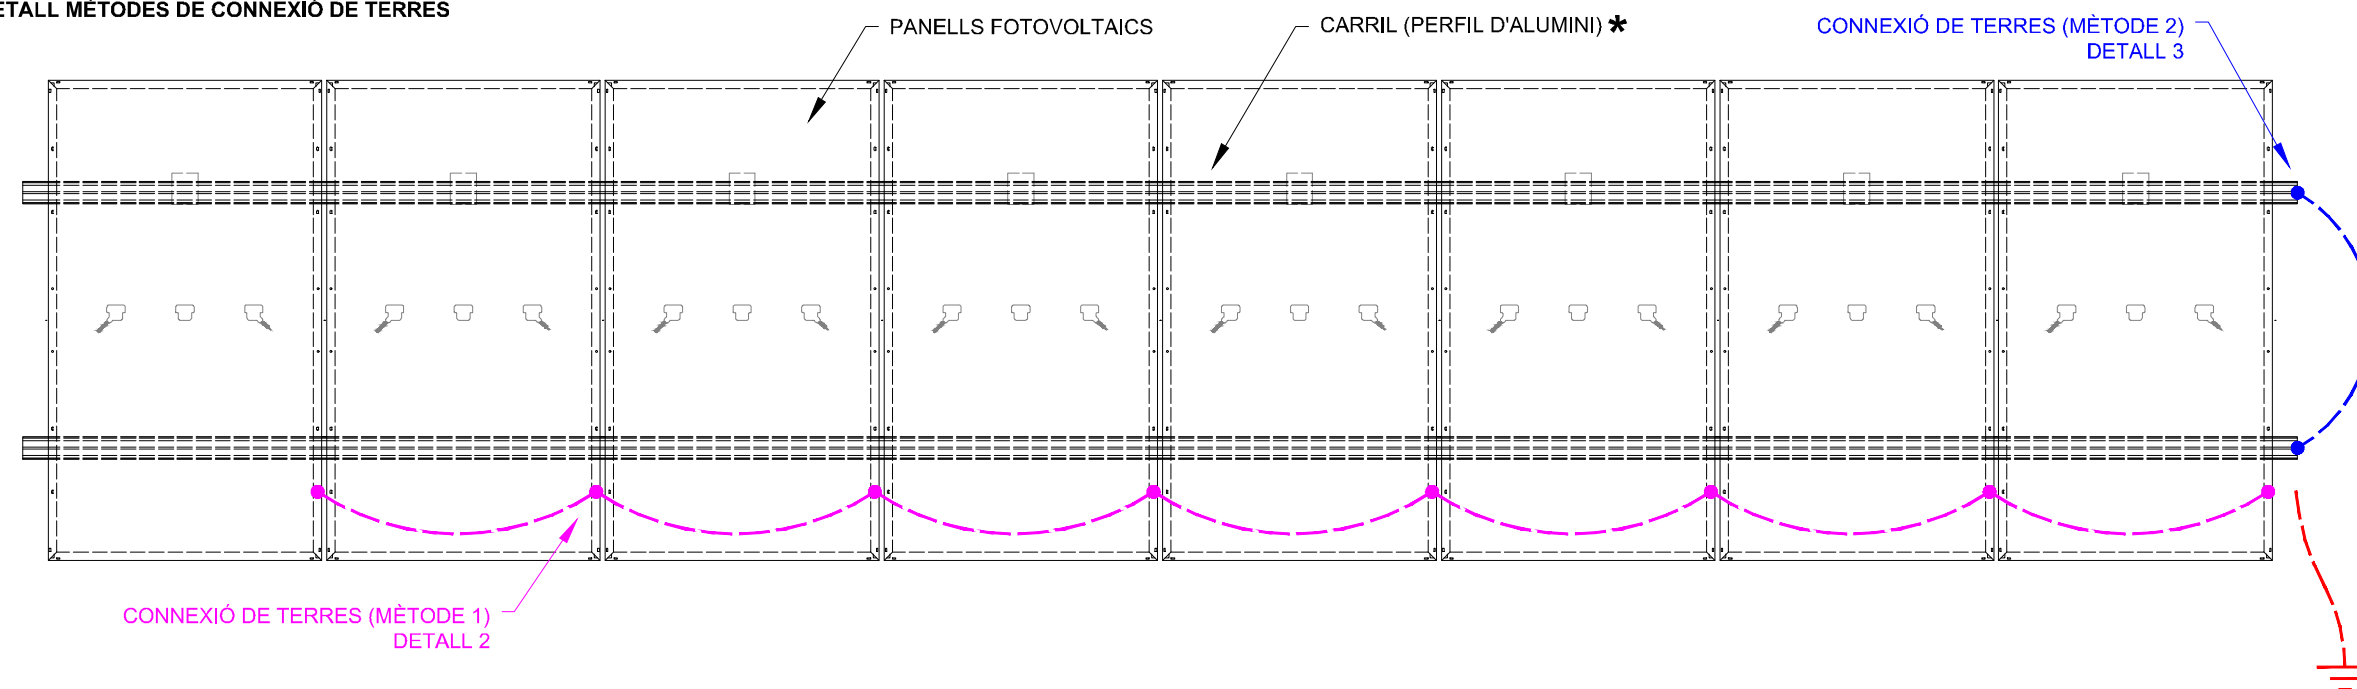 ETALL MÈTODES DE CONNEXIÓ DE TERRES
PANELLS FOTOVOLTAICS
CARRIL (PERFIL D'ALUMINI) *
CONNEXIÓ DE TERRES (MÈTODE 2)
DETALL 3
CONNEXIÓ DE TERRES (MÈTODE 1)
DETALL 2